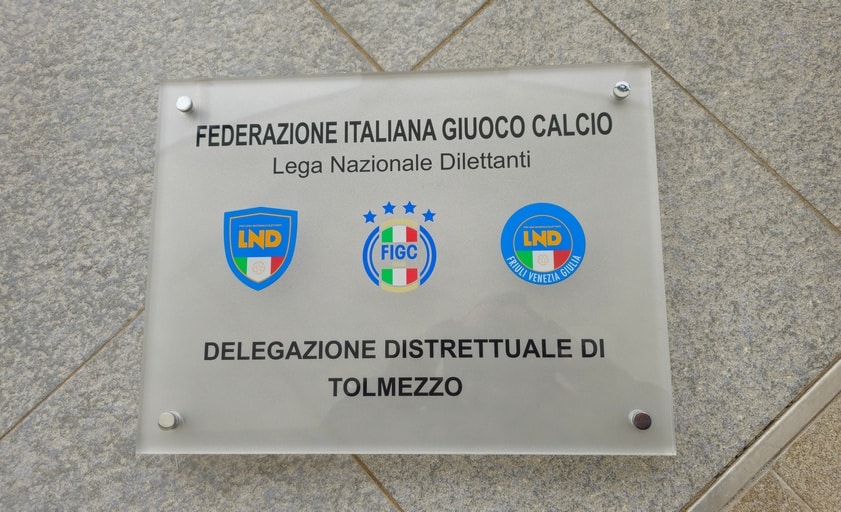 FEDERAZIONE ITALIANA GIUOCO CALCIO
Lega Nazionale Dilettanti
LND
FIGC
LND
FRIULI VENEZIA GIULIA
DELEGAZIONE DISTRETTUALE DI
TOLMEZZO